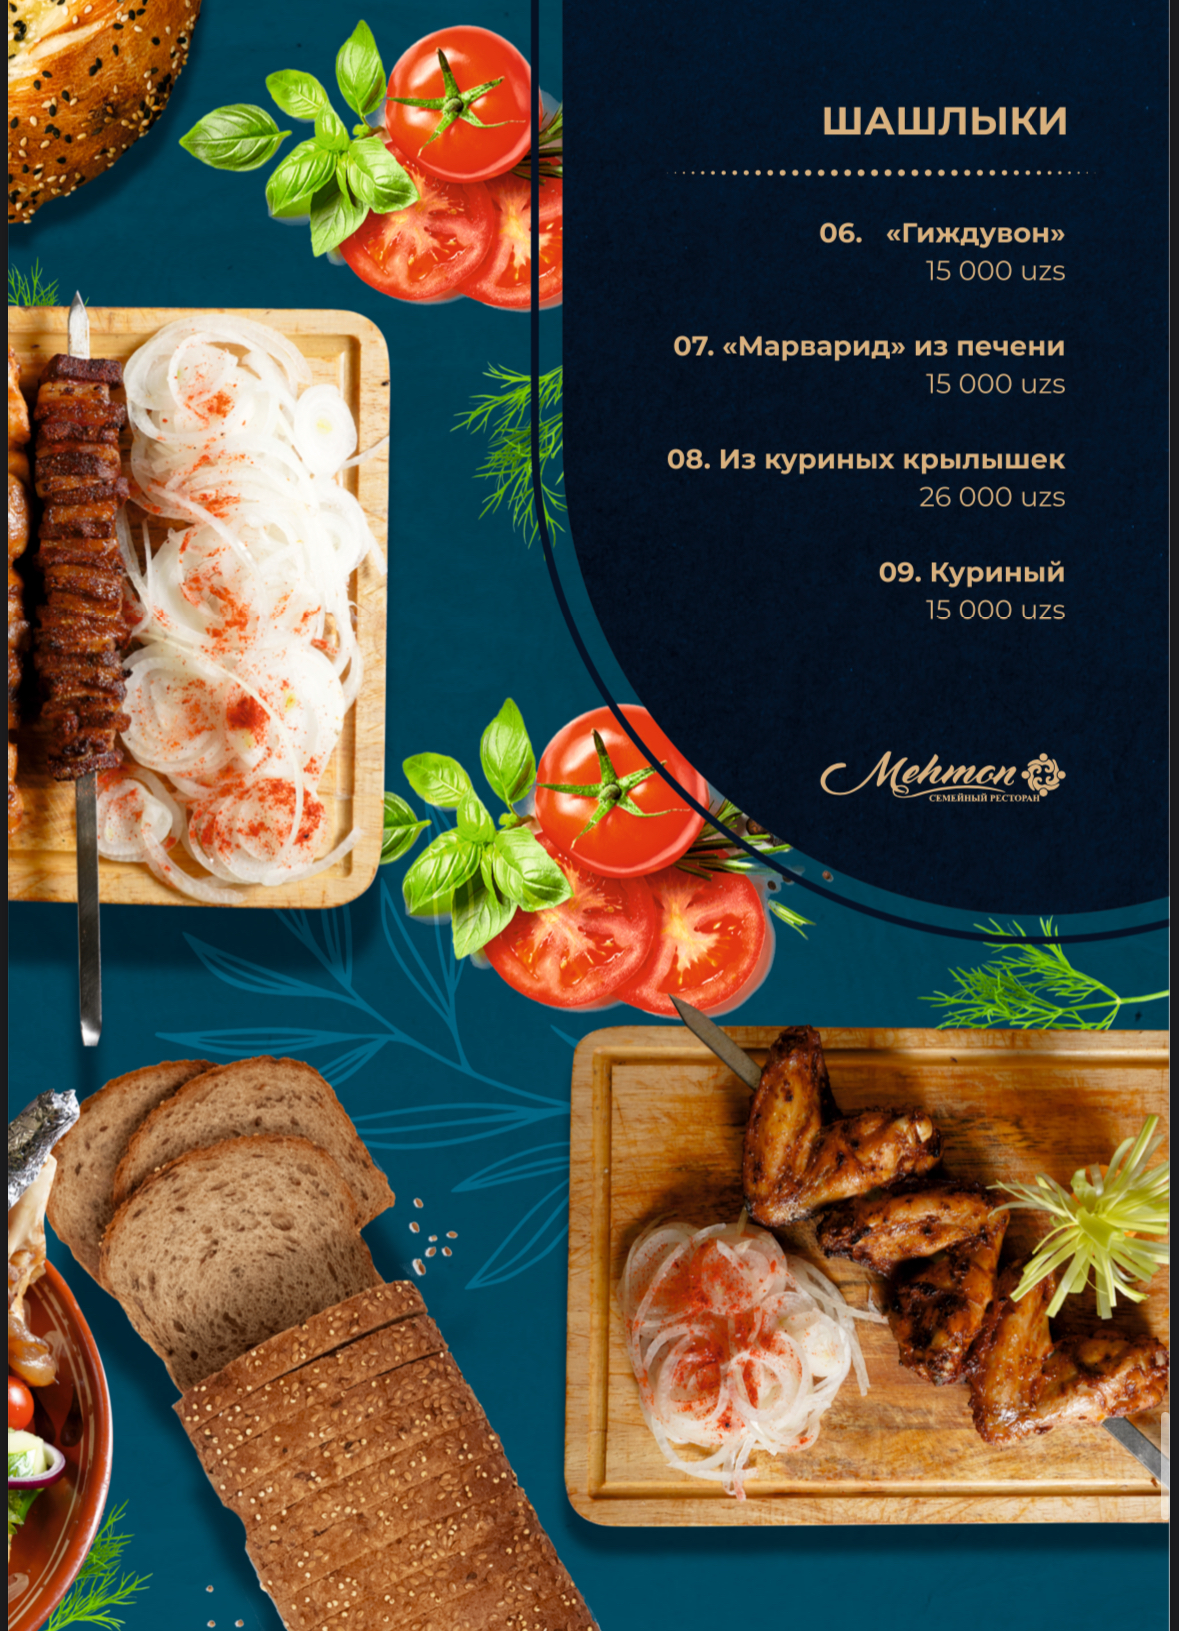 ШАШЛЫКИ
06. «Гиждувон»
15 000 uzs
07. «Марварид» из печени
15 000 uzs
08. Из куриных крылышек
26 000 uzs
09. Куриный
15 000 uzs
Mehmon
СЕМЕЙНЫЙ РЕСТОРАН